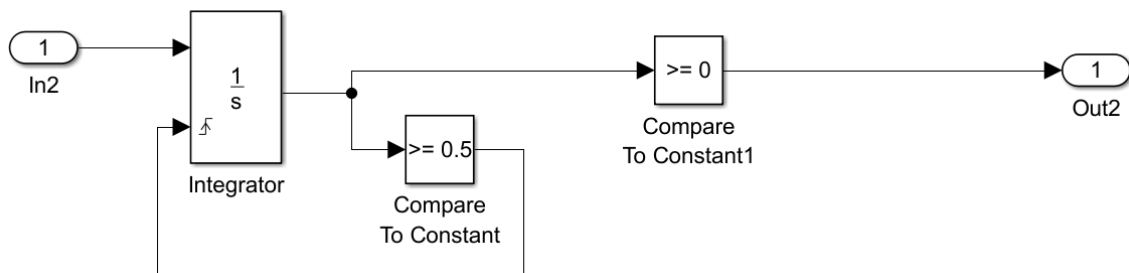 1
In2
1
s
Integrator
>= 0.5
Compare
To Constant
>= 0
Compare
To Constant1
1
Out2